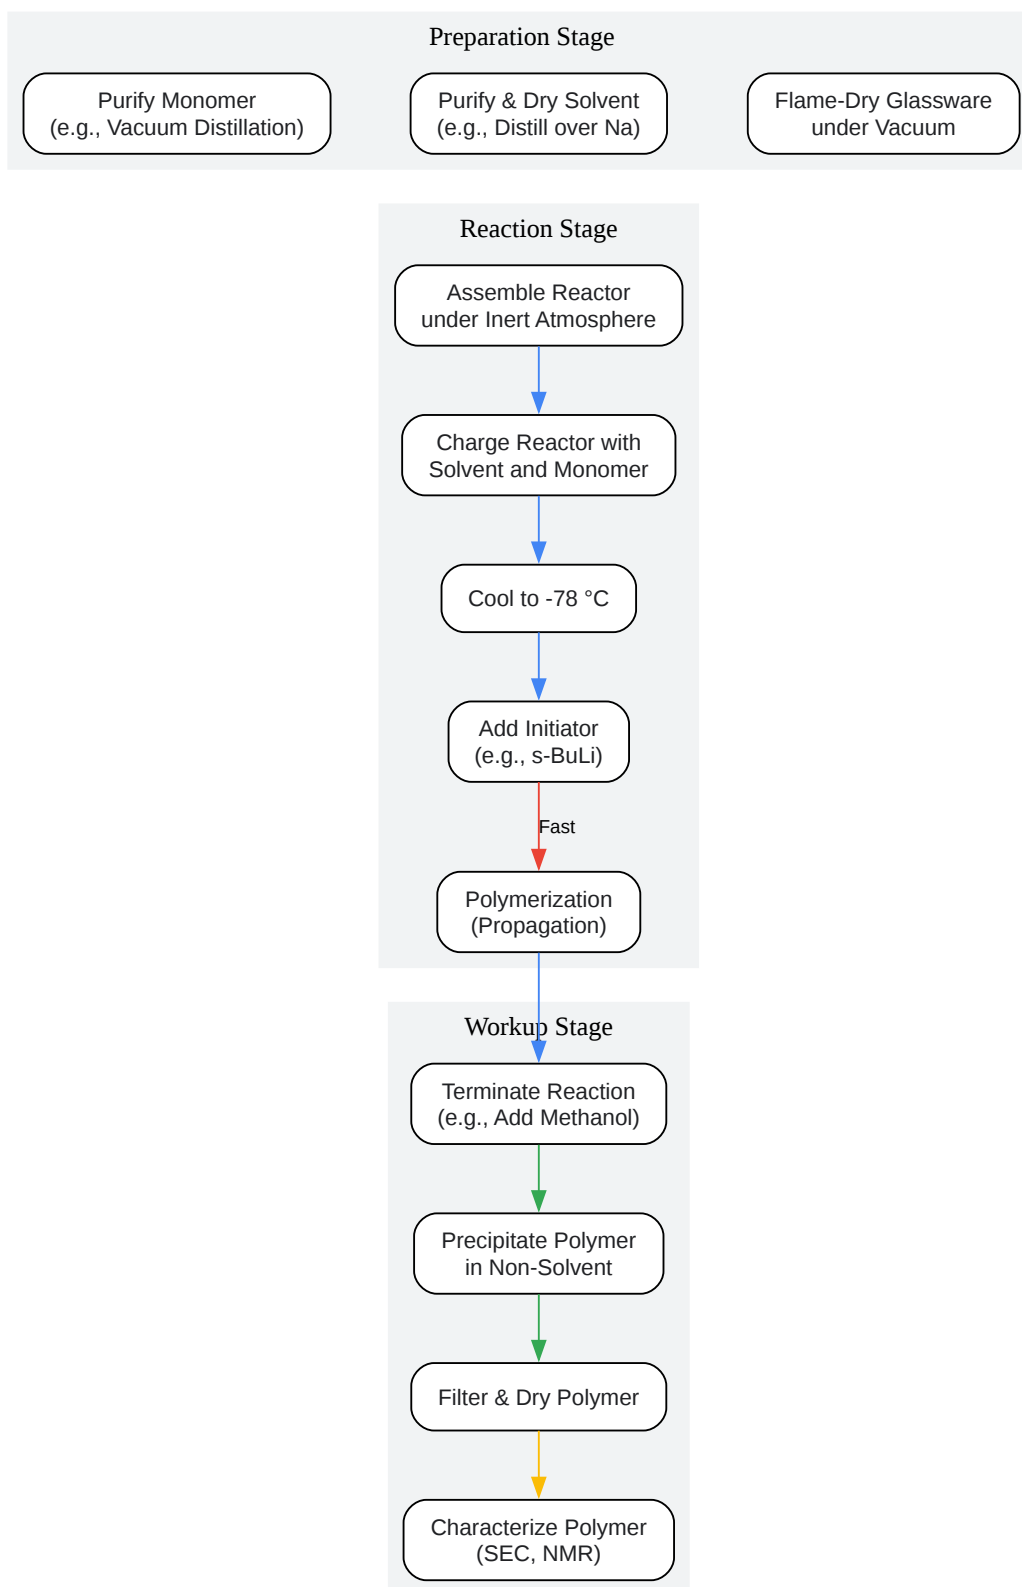 Preparation Stage
Purify Monomer
(e.g., Vacuum Distillation)
Purify & Dry Solvent
(e.g., Distill over Na)
Flame-Dry Glassware
under Vacuum
Reaction Stage
Assemble Reactor
under Inert Atmosphere
Charge Reactor with
Solvent and Monomer
Cool to -78 °C
Add Initiator
(e.g., s-BuLi)
Fast
Polymerization
(Propagation)
Workup Stage
Terminate Reaction
(e.g., Add Methanol)
Precipitate Polymer
in Non-Solvent
Filter & Dry Polymer
Characterize Polymer
(SEC, NMR)